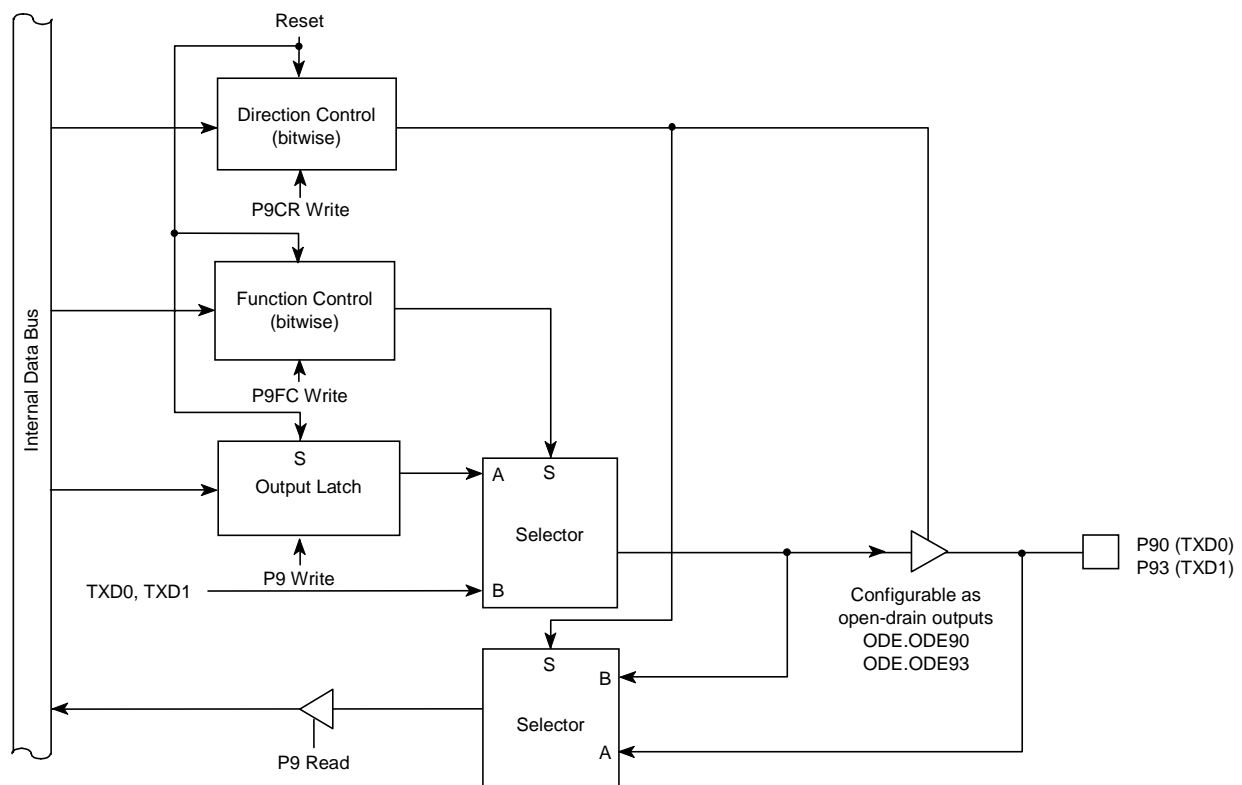 Reset
Direction Control
(bitwise)
P9CR Write
Function Control
(bitwise)
P9FC Write
Internal Data Bus
S
Output Latch
A
S
Selector
B
P9 Write
TXD0, TXD1
P90 (TXD0)
P93 (TXD1)
Configurable as
open-drain outputs
ODE.ODE90
ODE.ODE93
S
B
Selector
A
P9 Read